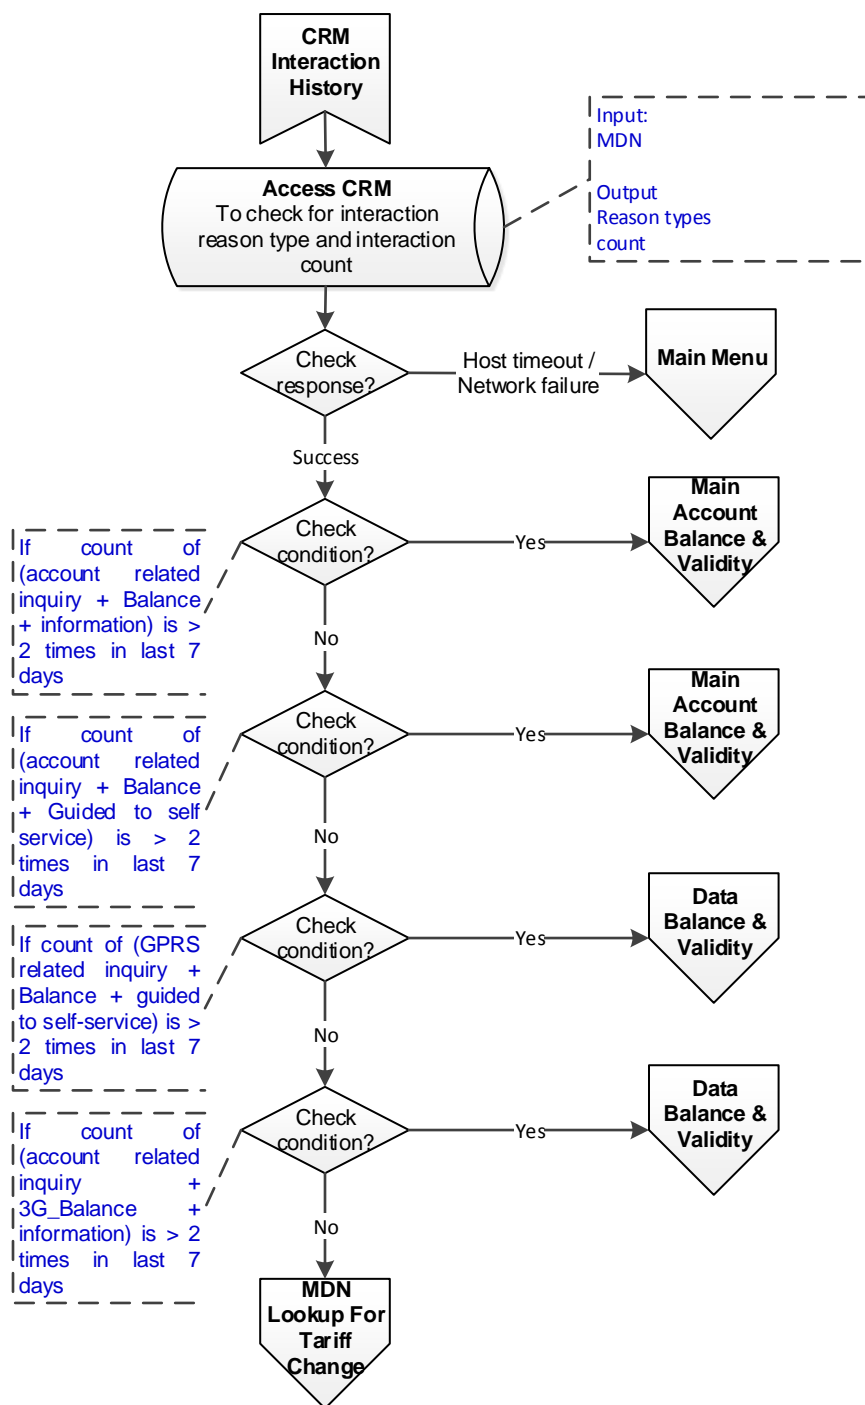 CRM
Interaction
History
Input:
MDN
Output
Reason types
count
Access CRM
To check for interaction
reason type and interaction
count
Check
response?
Host timeout /
Network failure
Main Menu
Success
If count of
(account related
inquiry + Balance
+ information) is >
2 times in last 7
days
Check
condition?
Yes
Main
Account
Balance &
Validity
No
If count of
(account related
inquiry + Balance
+ Guided to self
service) is > 2
times in last 7
days
Check
condition?
Yes
Main
Account
Balance &
Validity
No
If count of (GPRS
related inquiry +
Balance + guided
to self-service) is >
2 times in last 7
days
Check
condition?
Yes
Data
Balance &
Validity
No
If count of
(account related
inquiry +
3G_Balance +
information) is > 2
times in last 7
days
Check
condition?
Yes
Data
Balance &
Validity
No
MDN
Lookup For
Tariff
Change